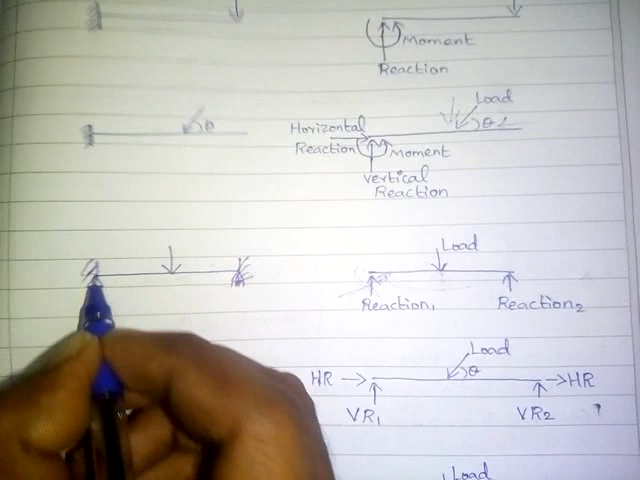 Moment
Reaction
θ
Load
θ
Horizontal
Reaction
Moment
Vertical
Reaction
Load
Reaction1
Reaction2
Load
θ
HR
HR
VR1
VR2
Load